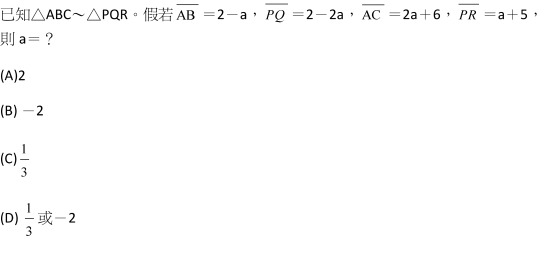 已知△ABC～△PQR。假若 $\overline{AB}$ =2－a， $\overline{PQ}$ =2－2a， $\overline{AC}$ =2a＋6， $\overline{PR}$ =a＋5，
則 a=？
(A)2
(B) －2
(C) $\frac{1}{3}$
(D) $\frac{1}{3}$ 或－2